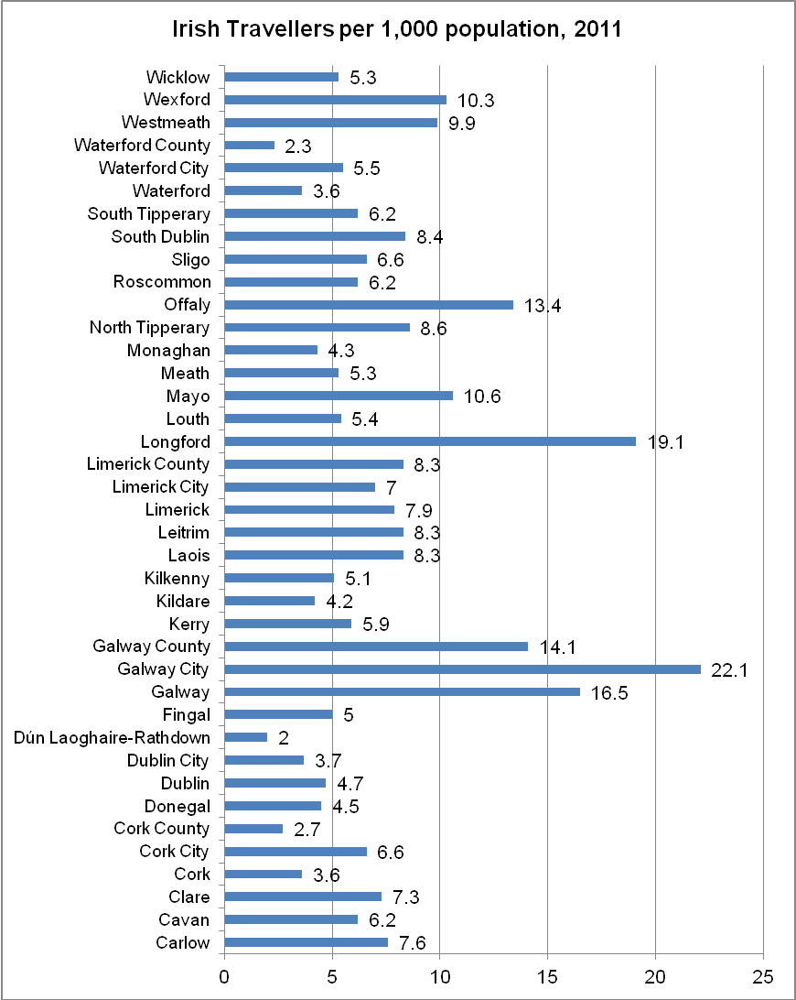 Irish Travellers per 1,000 population, 2011
Wicklow 5.3
Wexford 10.3
Westmeath 9.9
Waterford County 2.3
Waterford City 5.5
Waterford 3.6
South Tipperary 6.2
South Dublin 8.4
Sligo 6.6
Roscommon 6.2
Offaly 13.4
North Tipperary 8.6
Monaghan 4.3
Meath 5.3
Mayo 10.6
Louth 5.4
Longford 19.1
Limerick County 8.3
Limerick City 7
Limerick 7.9
Leitrim 8.3
Laois 8.3
Kilkenny 5.1
Kildare 4.2
Kerry 5.9
Galway County 14.1
Galway City 22.1
Galway 16.5
Fingal 5
Dún Laoghaire-Rathdown 2
Dublin City 3.7
Dublin 4.7
Donegal 4.5
Cork County 2.7
Cork City 6.6
Cork 3.6
Clare 7.3
Cavan 6.2
Carlow 7.6
0 5 10 15 20 25